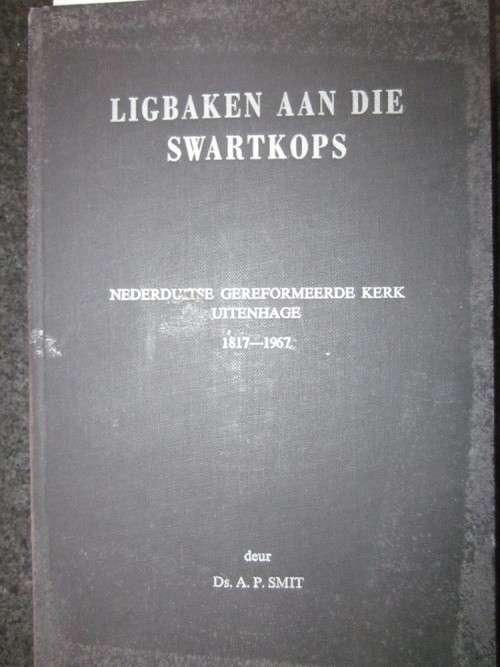 LIGBAKEN AAN DIE
SWARTKOPS
NEDERDUITSE GEREFORMEERDE KERK
UITENHAGE
1817—1967
deur
Ds. A. P. SMIT